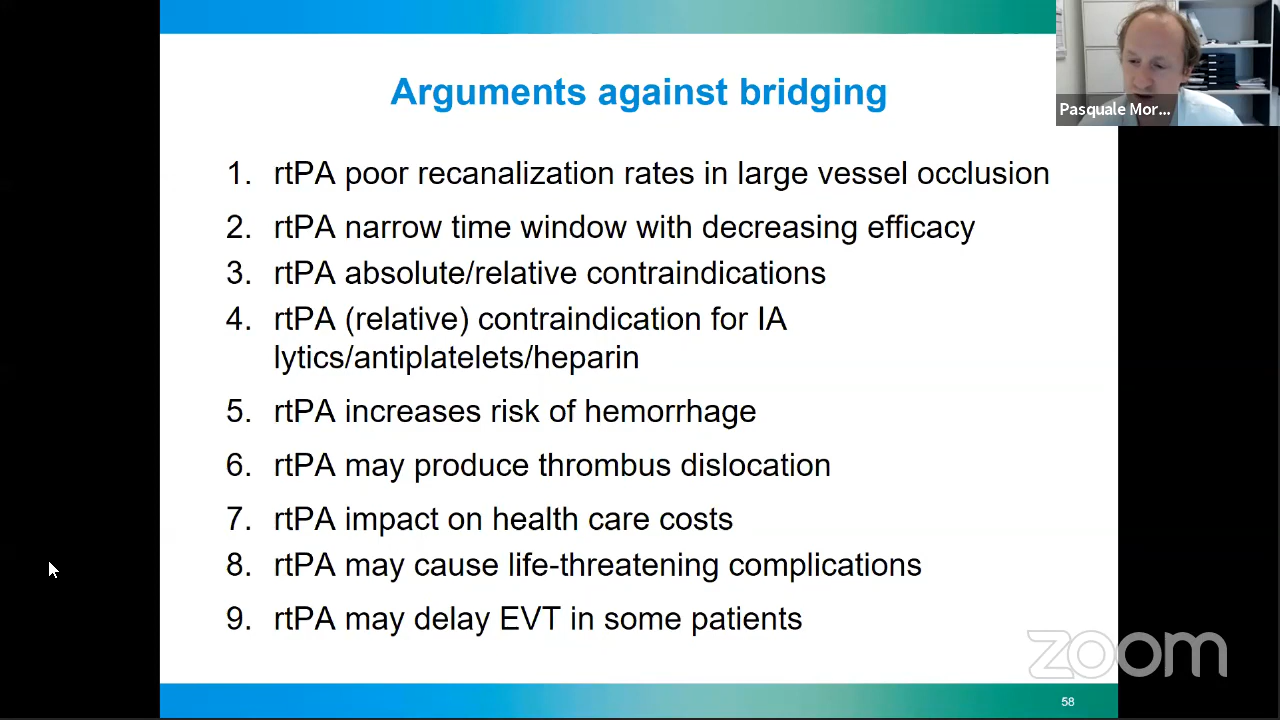 Arguments against bridging
Pasquale Mor...
1. rtPA poor recanalization rates in large vessel occlusion
2. rtPA narrow time window with decreasing efficacy
3. rtPA absolute/relative contraindications
4. rtPA (relative) contraindication for IA
lytics/antiplatelets/heparin
5. rtPA increases risk of hemorrhage
6. rtPA may produce thrombus dislocation
7. rtPA impact on health care costs
8. rtPA may cause life-threatening complications
9. rtPA may delay EVT in some patients
zoom
58